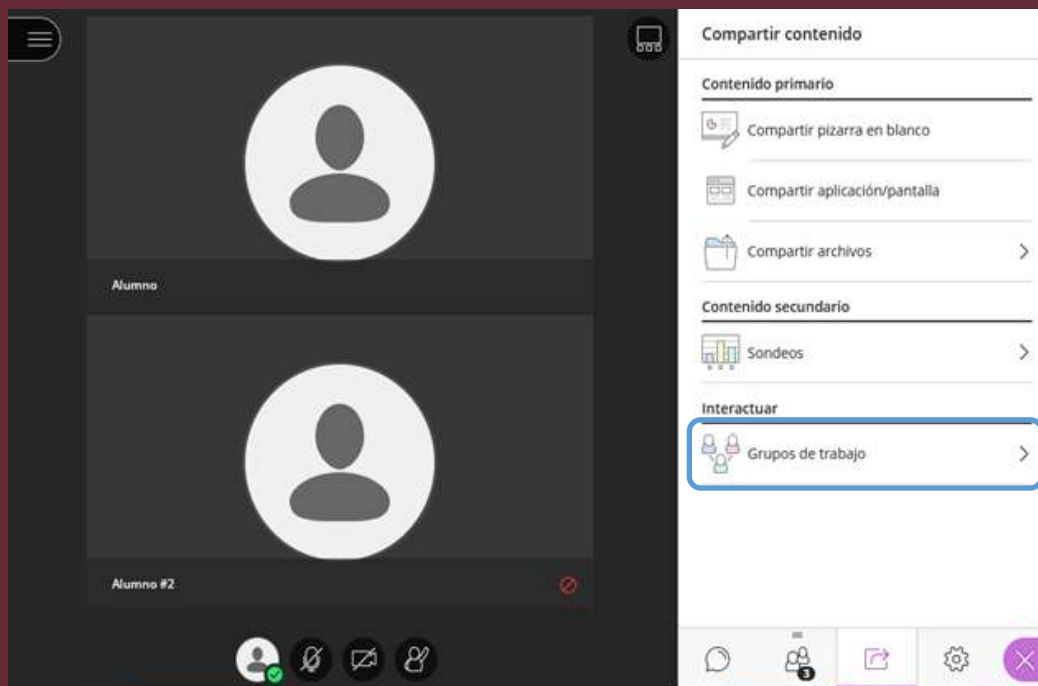 Compartir contenido
Contenido primario
Compartir pizarra en blanco
Compartir aplicación/pantalla
Compartir archivos
Contenido secundario
Sondeos
Interactuar
Grupos de trabajo
Alumno
Alumno #2
3